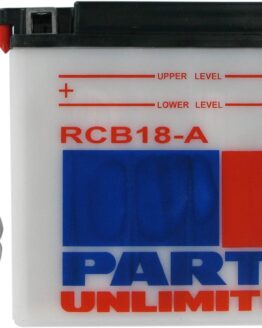 UPPER LEVEL
+
LOWER LEVEL
RCB18-A
PART
UNLIMIT